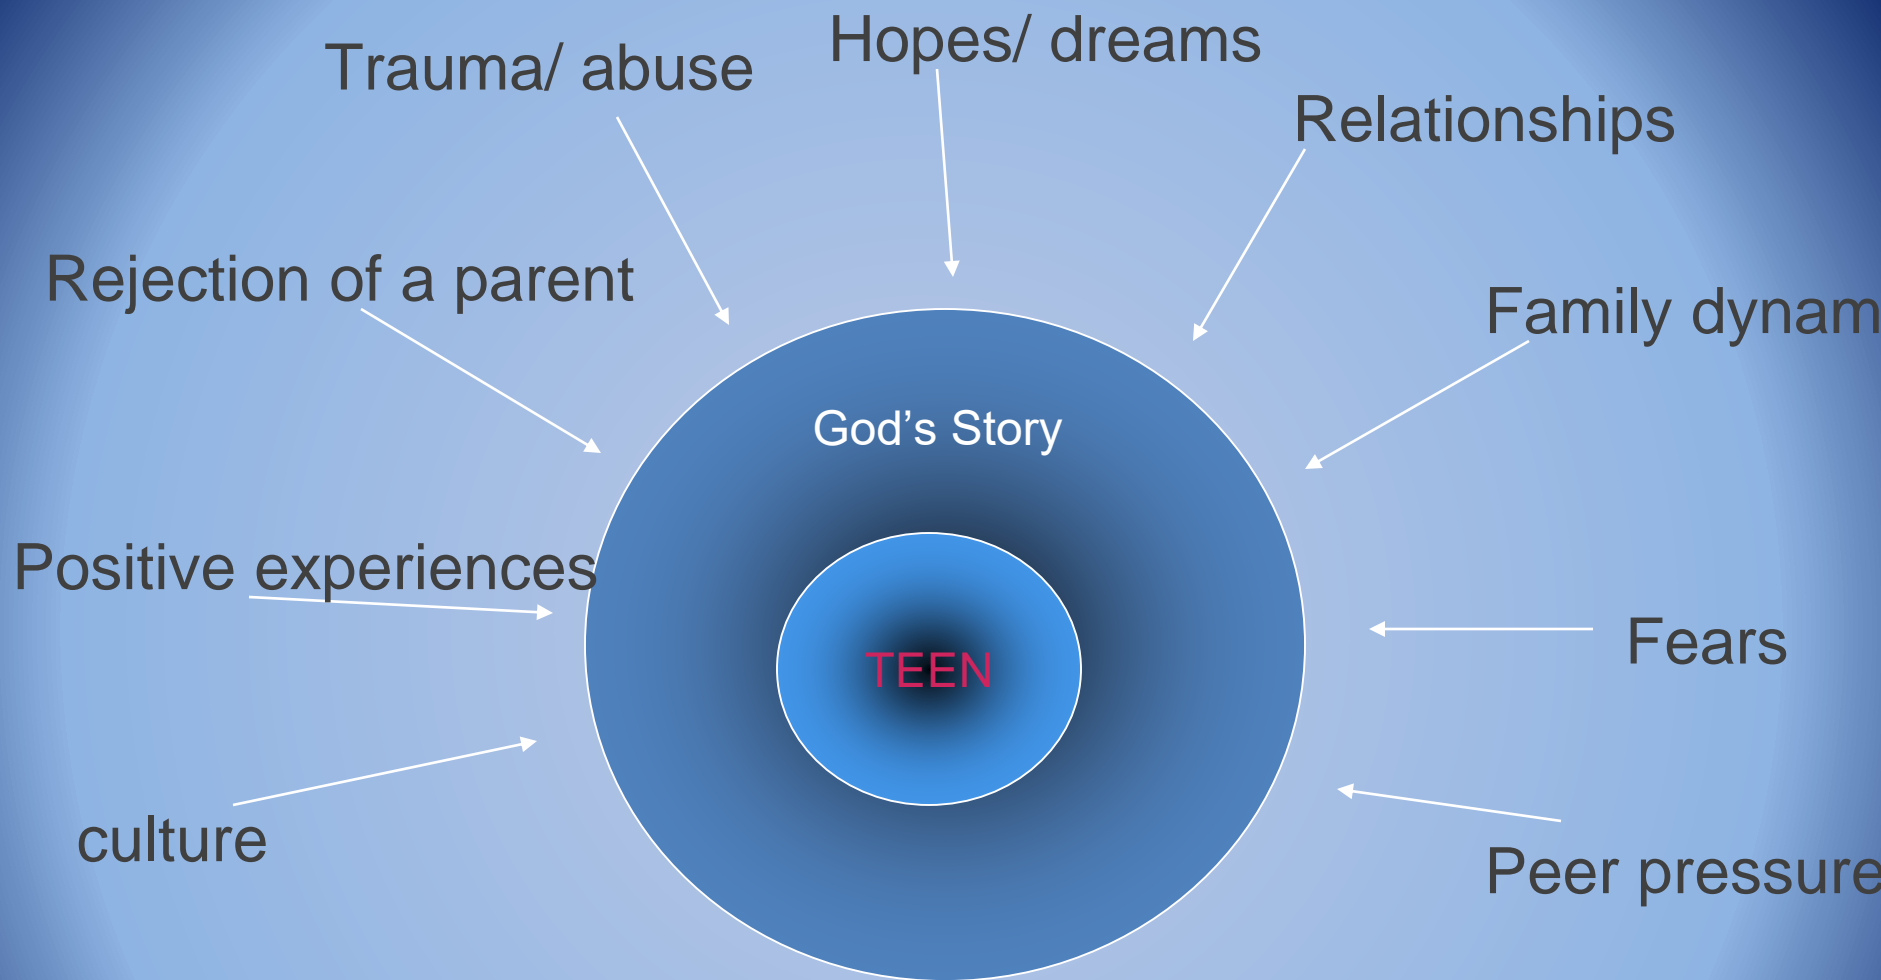 Hopes/ dreams
Trauma/ abuse
Relationships
Rejection of a parent
Family dynam
God’s Story
Positive experiences
Fears
TEEN
culture
Peer pressure